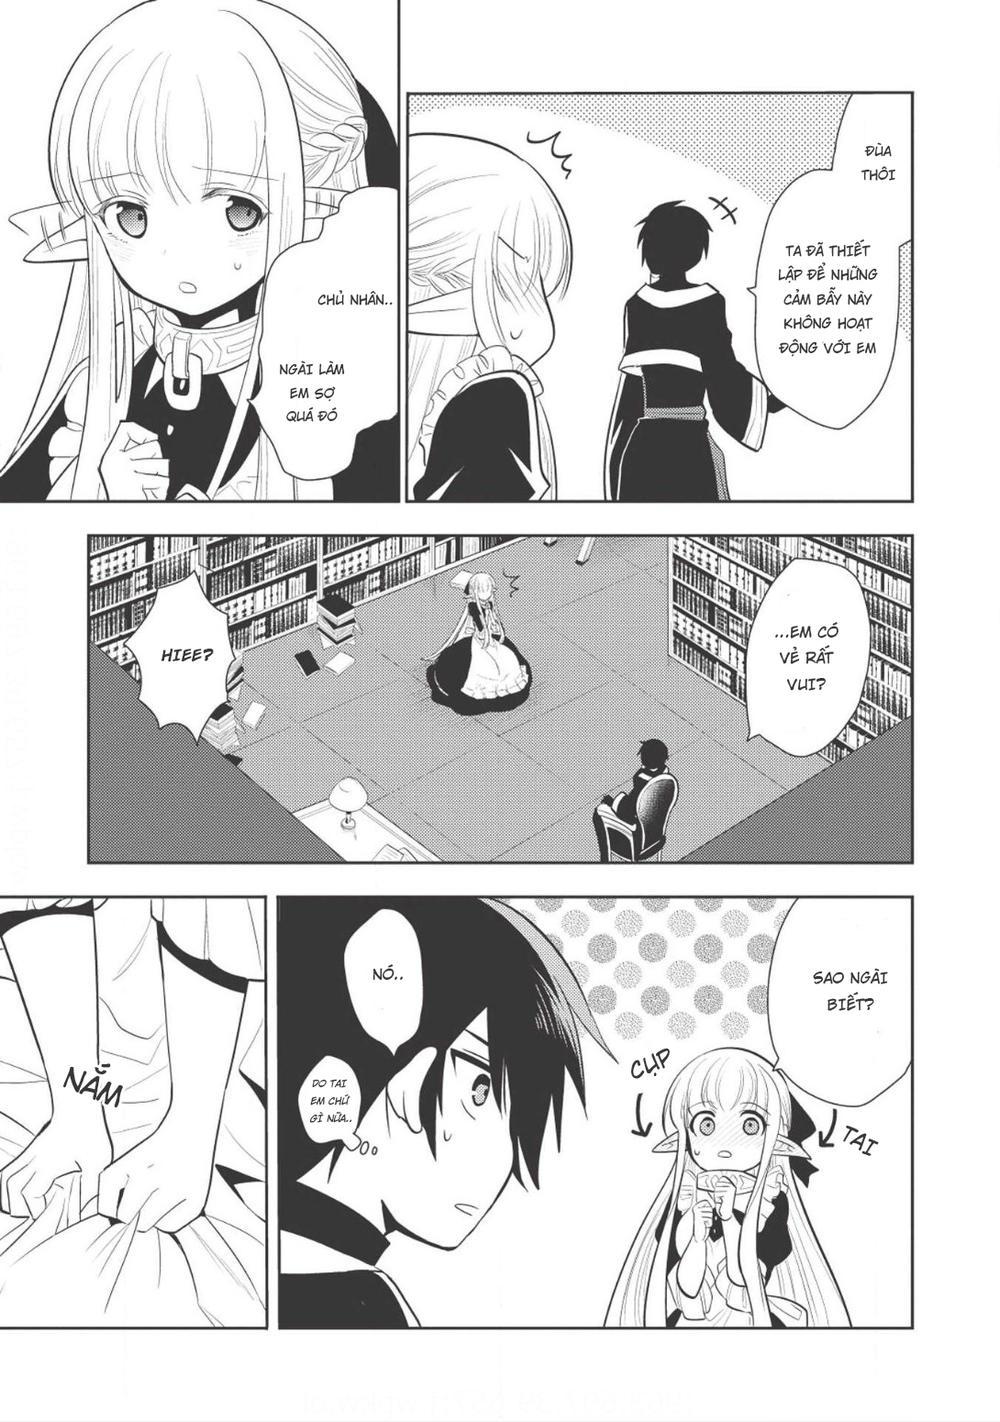 ĐÙA
THÔI
TA ĐÃ THIẾT
LẬP ĐỂ NHỮNG
CẢM BẪY NÀY
KHÔNG HOẠT
ĐỘNG VỚI EM
CHỦ NHÂN..
NGÀI LÀM
EM SỢ
QUÁ ĐÓ
...EM CÓ
VẺ RẤT
VUI?
HIEE?
SAO NGÀI
BIẾT?
CỤP
TAI
NÓ..
DO TAI
EM CHỨ
GÌ NỮA..
NẮM